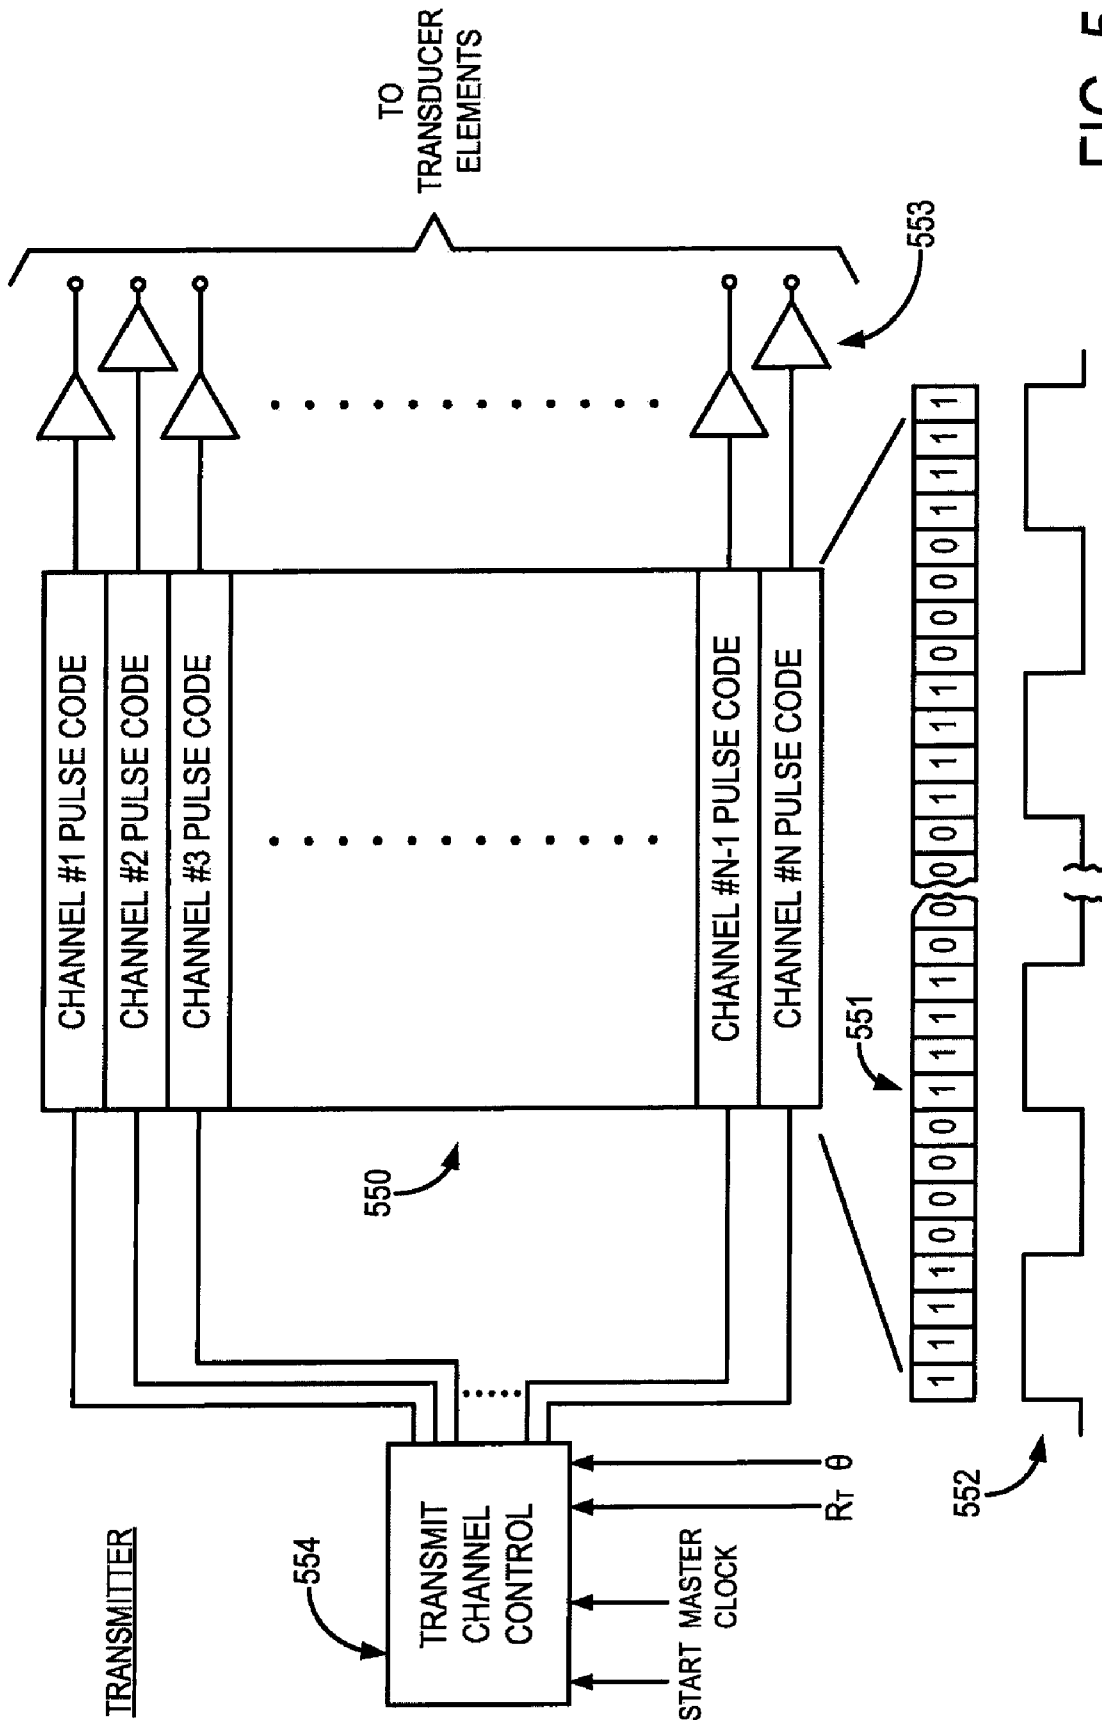 TRANSMITTER
TO
TRANSDUCER
ELEMENTS
CHANNEL #1 PULSE CODE
CHANNEL #2 PULSE CODE
CHANNEL #3 PULSE CODE
554
550
TRANSMIT
CHANNEL
CONTROL
CHANNEL #N-1 PULSE CODE
CHANNEL #N PULSE CODE
START
MASTER
CLOCK
RT
θ
553
551
1 1 1 1 0 0 0 0 1 1 1 1 0 0 0 0 1 1 1 1 0 0 0 0 1 1 1 1
552
FIG. 5